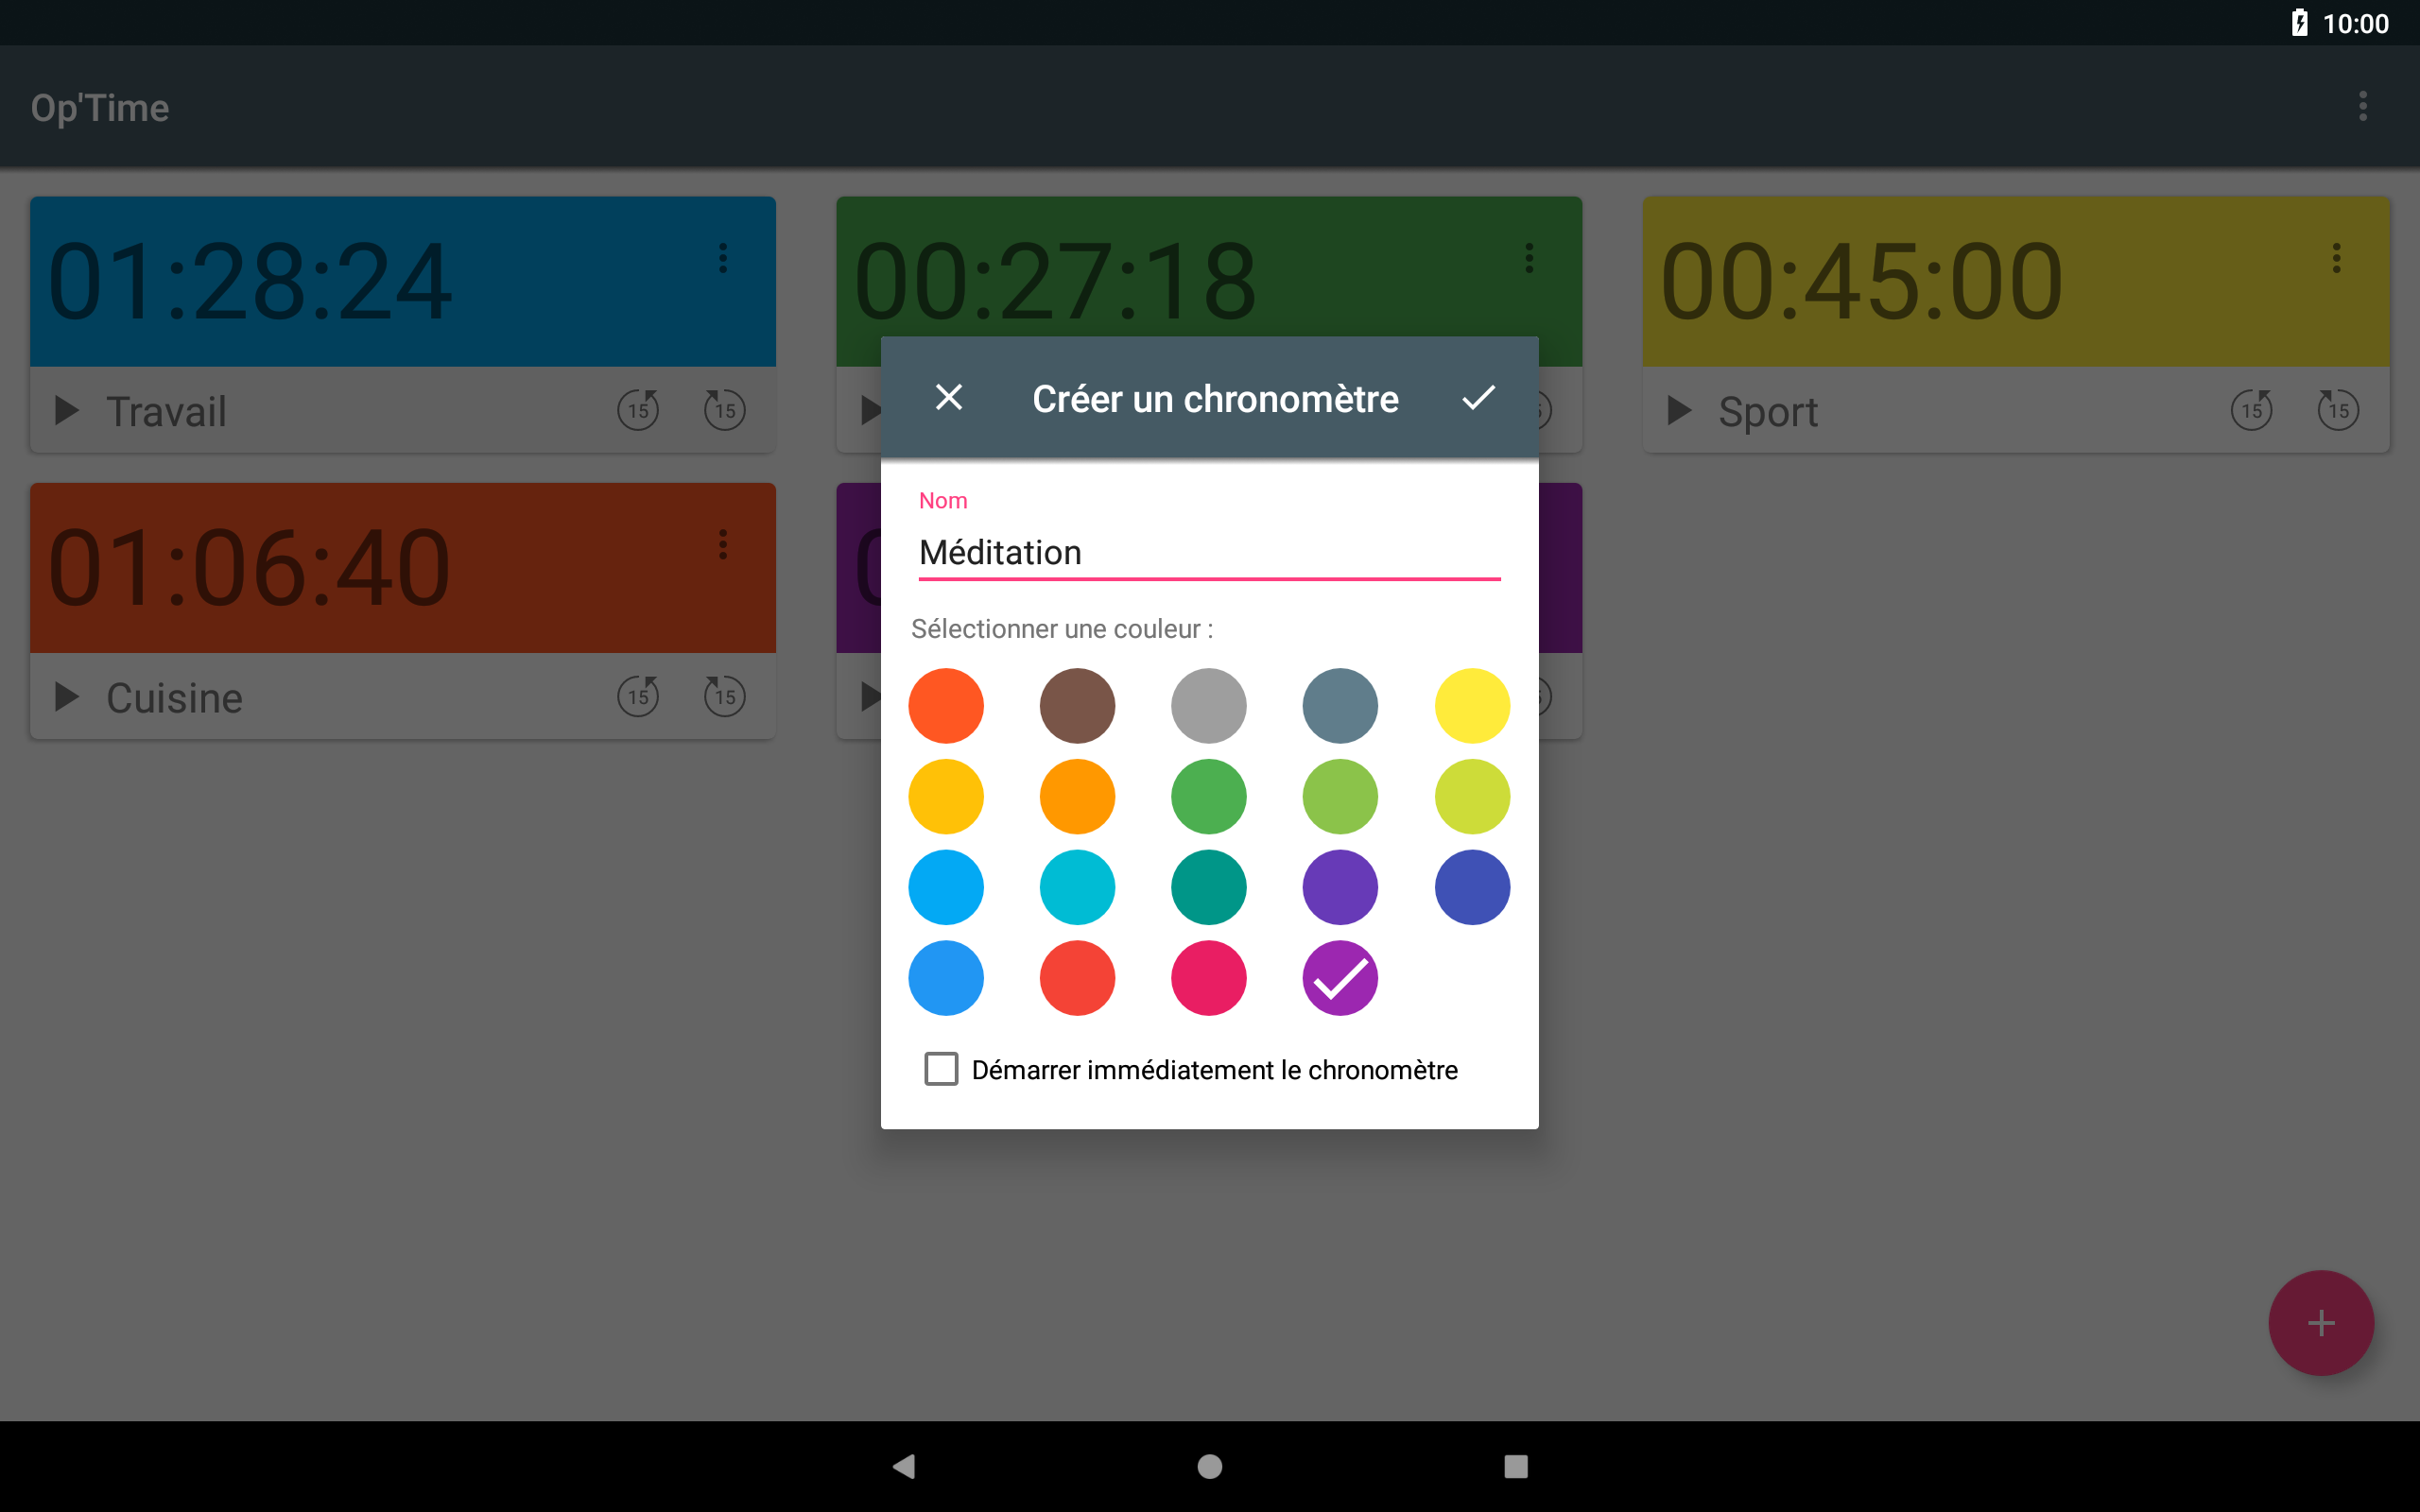 10:00
Op'Time
01:28:24
00:27:18
00:45:00
Travail 15 15
Sport 15 15
Créer un chronomètre
Nom
Méditation
01:06:40
Cuisine 15 15
Sélectionner une couleur :
Démarrer immédiatement le chronomètre